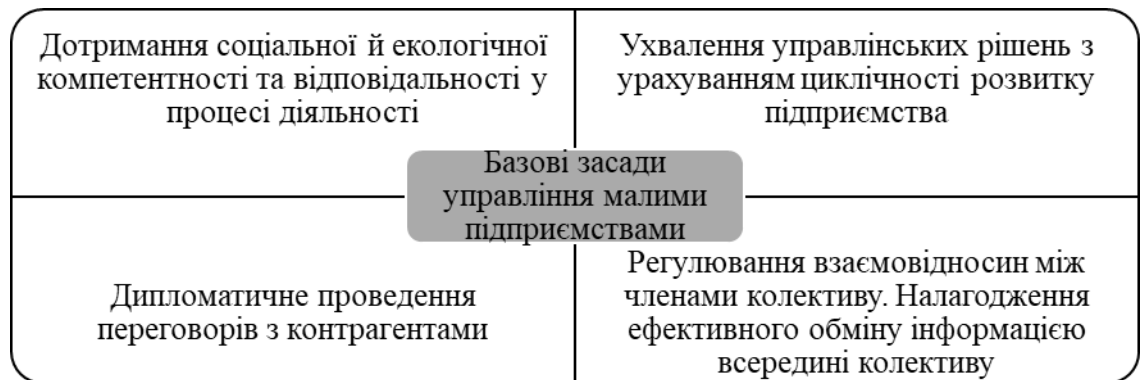 Дотримання соціальної й екологічної
компетентності та відповідальності у
процесі діяльності
Ухвалення управлінських рішень з
урахуванням циклічності розвитку
підприємства
Базові засади
управління малими
підприємствами
Дипломатичне проведення
переговорів з контрагентами
Регулювання взаємовідносин між
членами колективу. Налагодження
ефективного обміну інформацією
всередині колективу